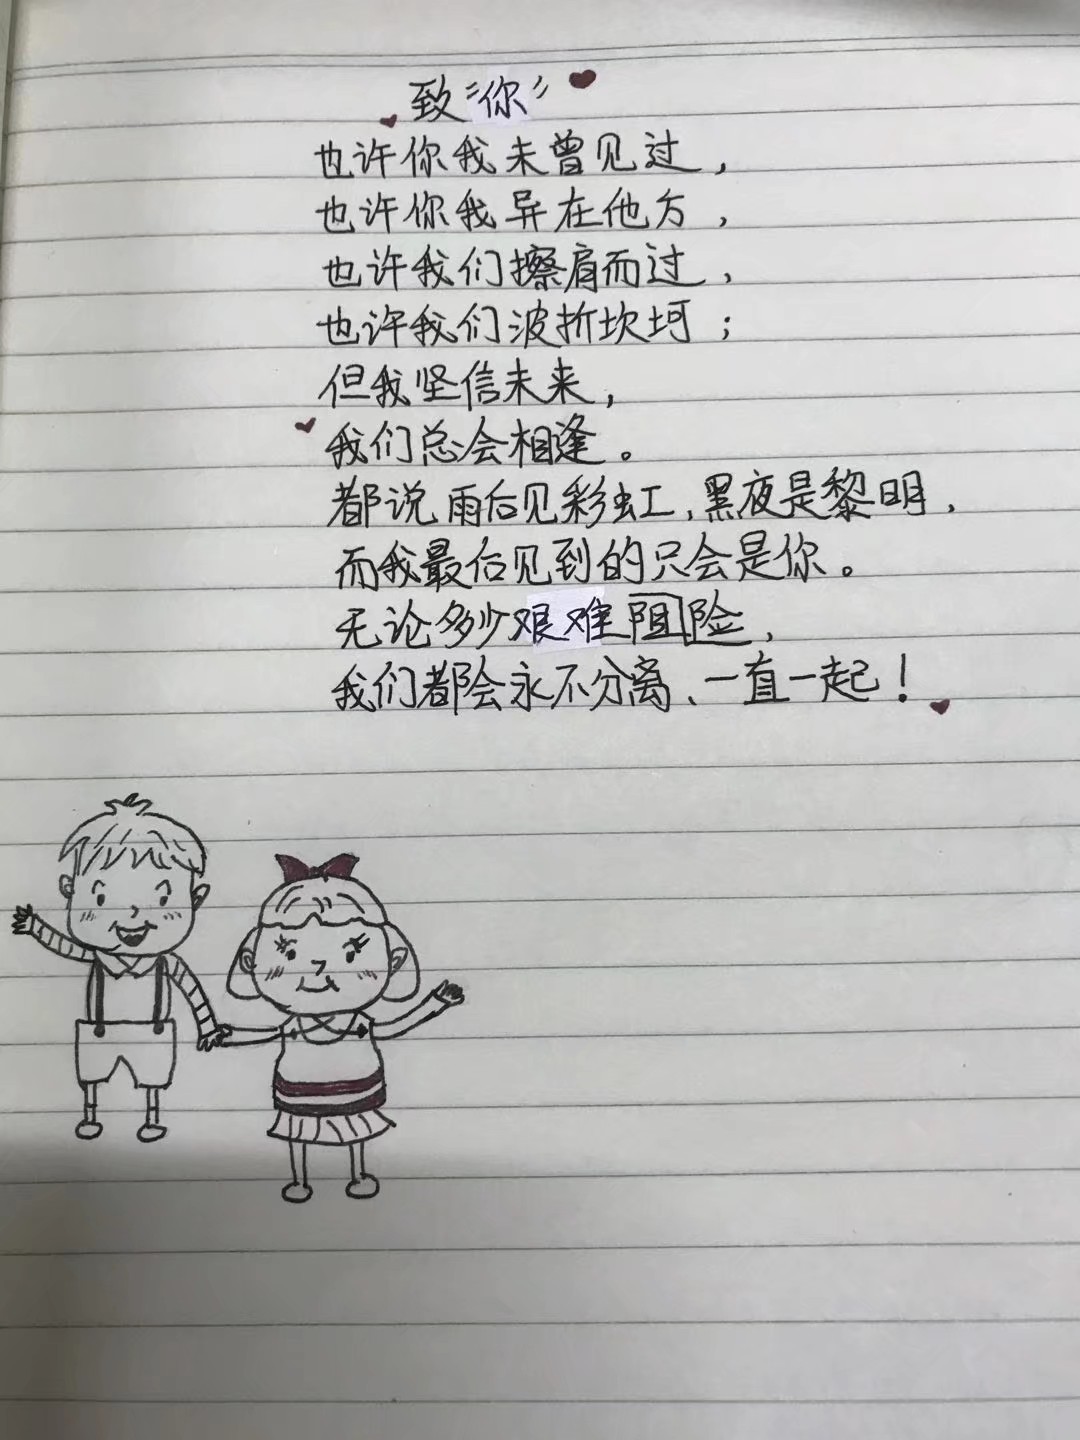 致“你”
也许你我未曾见过，
也许你我异在他方，
也许我们擦肩而过，
也许我们波折坎坷；
但我坚信未来，
我们总会相逢。
都说雨后见彩虹，黑夜是黎明，
而我最后见到的只会是你。
无论多少艰难阻险，
我们都会永不分离、一直一起！